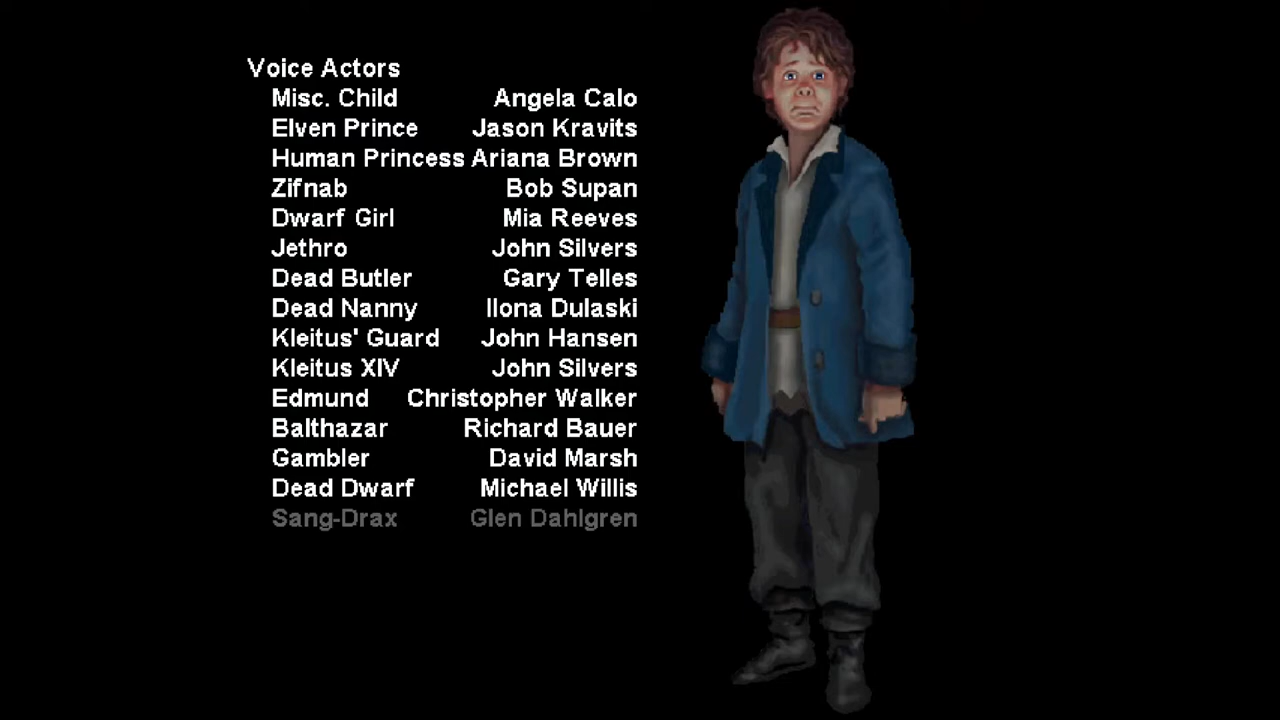 Voice Actors
Misc. Child Angela Calo
Elven Prince Jason Kravits
Human Princess Ariana Brown
Zifnab Bob Supan
Dwarf Girl Mia Reeves
Jethro John Silvers
Dead Butler Gary Telles
Dead Nanny Ilona Dulaski
Kleitus' Guard John Hansen
Kleitus XIV John Silvers
Edmund Christopher Walker
Balthazar Richard Bauer
Gambler David Marsh
Dead Dwarf Michael Willis
Sang-Drax Glen Dahlgren